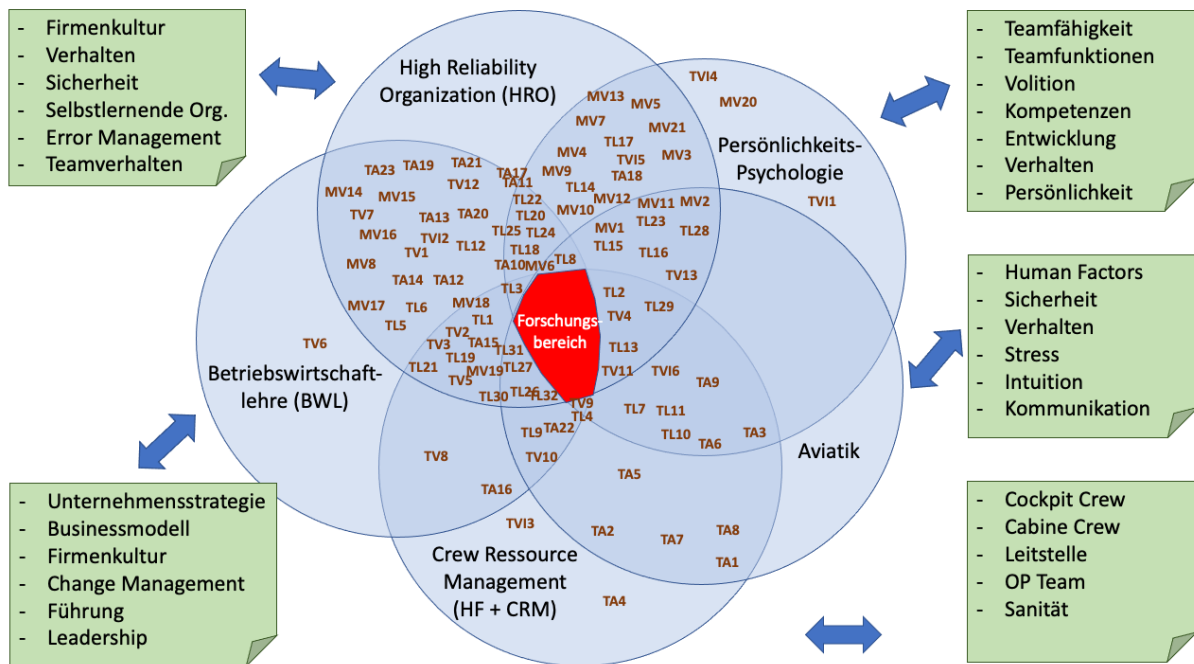 - Firmenkultur
- Verhalten
- Sicherheit
- Selbstlernende Org.
- Error Management
- Teamverhalten
- Teamfähigkeit
- Teamfunktionen
- Volition
- Kompetenzen
- Entwicklung
- Verhalten
- Persönlichkeit
High Reliability
Organization (HRO)
Persönlichkeits-
Psychologie
TVI4
MV20
MV13
MV5
MV7
MV21
TL17
MV4
TVI5
MV3
MV9
TA18
TL14
MV12
MV11
MV2
MV10
TVI1
TA23
TA19
TA21
TA17
TV12
TA11
MV14
MV15
TL22
TV7
TA13
TA20
TL20
MV16
TVI2
TL12
TL25
TL24
TV1
TL18
MV8
TA10
MV6
TL8
TA14
TA12
TL3
MV17
TL6
MV18
TL5
TL1
MV1
TL23
TL28
TL15
TL16
TV13
TL2
TL29
TV4
TL13
TV11
TVI6
TA9
Forschungs-
bereich
TV6
TV2
TV3
TA15
TL31
TL19
TL21
MV19
TL27
TV5
TL30
TL26
TL32
TV9
TL4
TL7
TL11
TL10
TA6
TA3
Betriebswirtschaft-
lehre (BWL)
Aviatik
TL9
TA22
TV8
TV10
TA5
TA16
TVI3
TA2
TA7
TA8
TA1
Crew Ressource
Management
(HF + CRM)
TA4
- Human Factors
- Sicherheit
- Verhalten
- Stress
- Intuition
- Kommunikation
- Unternehmensstrategie
- Businessmodell
- Firmenkultur
- Change Management
- Führung
- Leadership
- Cockpit Crew
- Cabine Crew
- Leitstelle
- OP Team
- Sanität